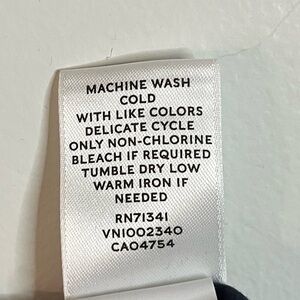 MACHINE WASH
COLD
WITH LIKE COLORS
DELICATE CYCLE
ONLY NON-CHLORINE
BLEACH IF REQUIRED
TUMBLE DRY LOW
WARM IRON IF
NEEDED
RN71341
VN1002340
CA04754